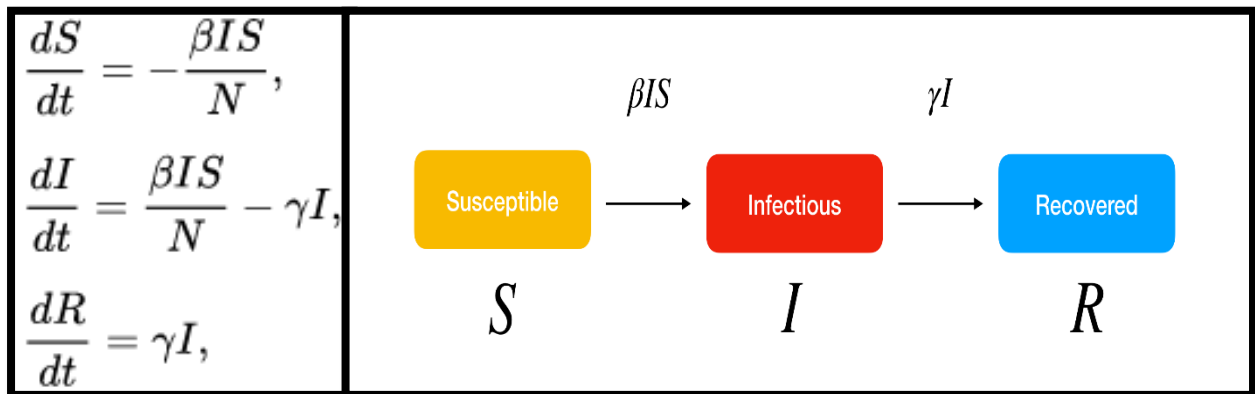 dS/dt = −βIS/N,
dI/dt = βIS/N − γI,
dR/dt = γI,
βIS γI
Susceptible Infectious Recovered
S I R